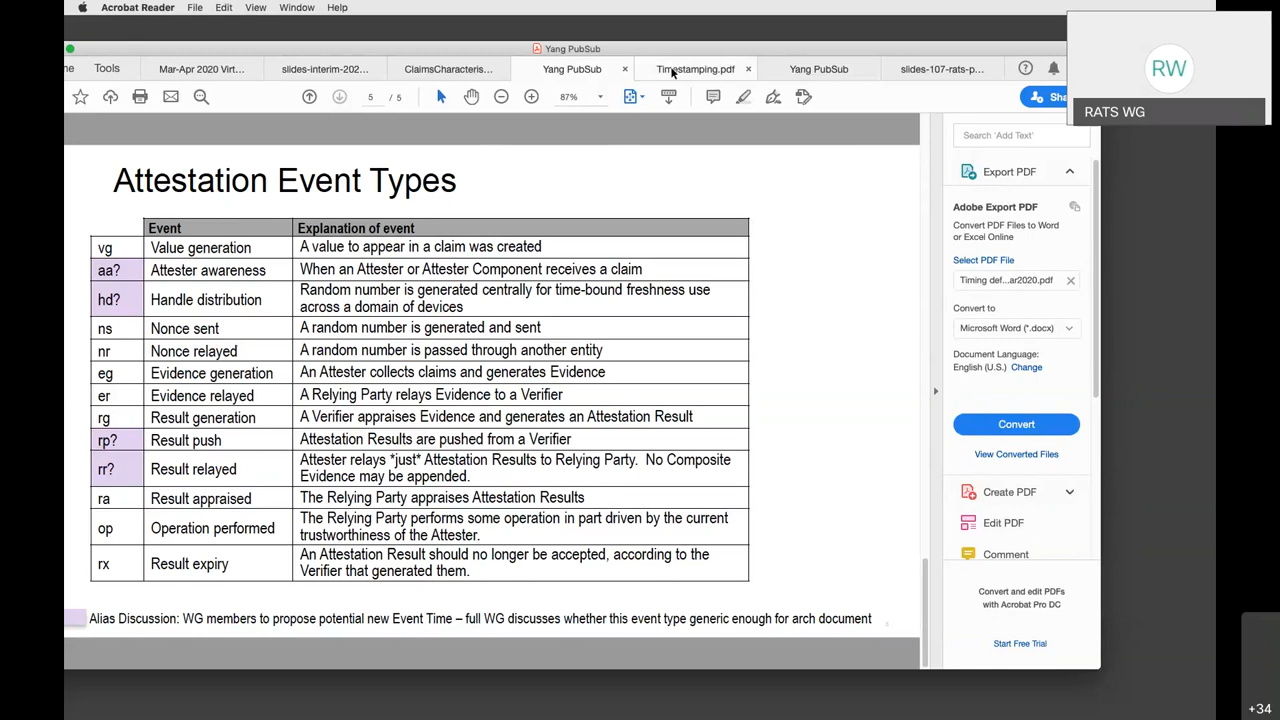 Acrobat Reader File Edit View Window Help
Yang PubSub
me Tools Mar-Apr 2020 Virt... slides-interim-202... ClaimsCharacteris... Yang PubSub × Timestamping.pdf × Yang PubSub slides-107-rats-p...
5 / 5 87% Sha
RW
RATS WG
Attestation Event Types
Event Explanation of event
vg Value generation A value to appear in a claim was created
aa? Attester awareness When an Attester or Attester Component receives a claim
hd? Handle distribution Random number is generated centrally for time-bound freshness use
across a domain of devices
ns Nonce sent A random number is generated and sent
nr Nonce relayed A random number is passed through another entity
eg Evidence generation An Attester collects claims and generates Evidence
er Evidence relayed A Relying Party relays Evidence to a Verifier
rg Result generation A Verifier appraises Evidence and generates an Attestation Result
rp? Result push Attestation Results are pushed from a Verifier
rr? Result relayed Attester relays *just* Attestation Results to Relying Party. No Composite
Evidence may be appended.
ra Result appraised The Relying Party appraises Attestation Results
op Operation performed The Relying Party performs some operation in part driven by the current
trustworthiness of the Attester.
rx Result expiry An Attestation Result should no longer be accepted, according to the
Verifier that generated them.
Alias Discussion: WG members to propose potential new Event Time – full WG discusses whether this event type generic enough for arch document
Search 'Add Text'
Export PDF
Adobe Export PDF
Convert PDF Files to Word
or Excel Online
Select PDF File
Timing def...ar2020.pdf
Convert to
Microsoft Word (*.docx)
Document Language:
English (U.S.) Change
Convert
View Converted Files
Create PDF
Edit PDF
Comment
Convert and edit PDFs
with Acrobat Pro DC
Start Free Trial
+34